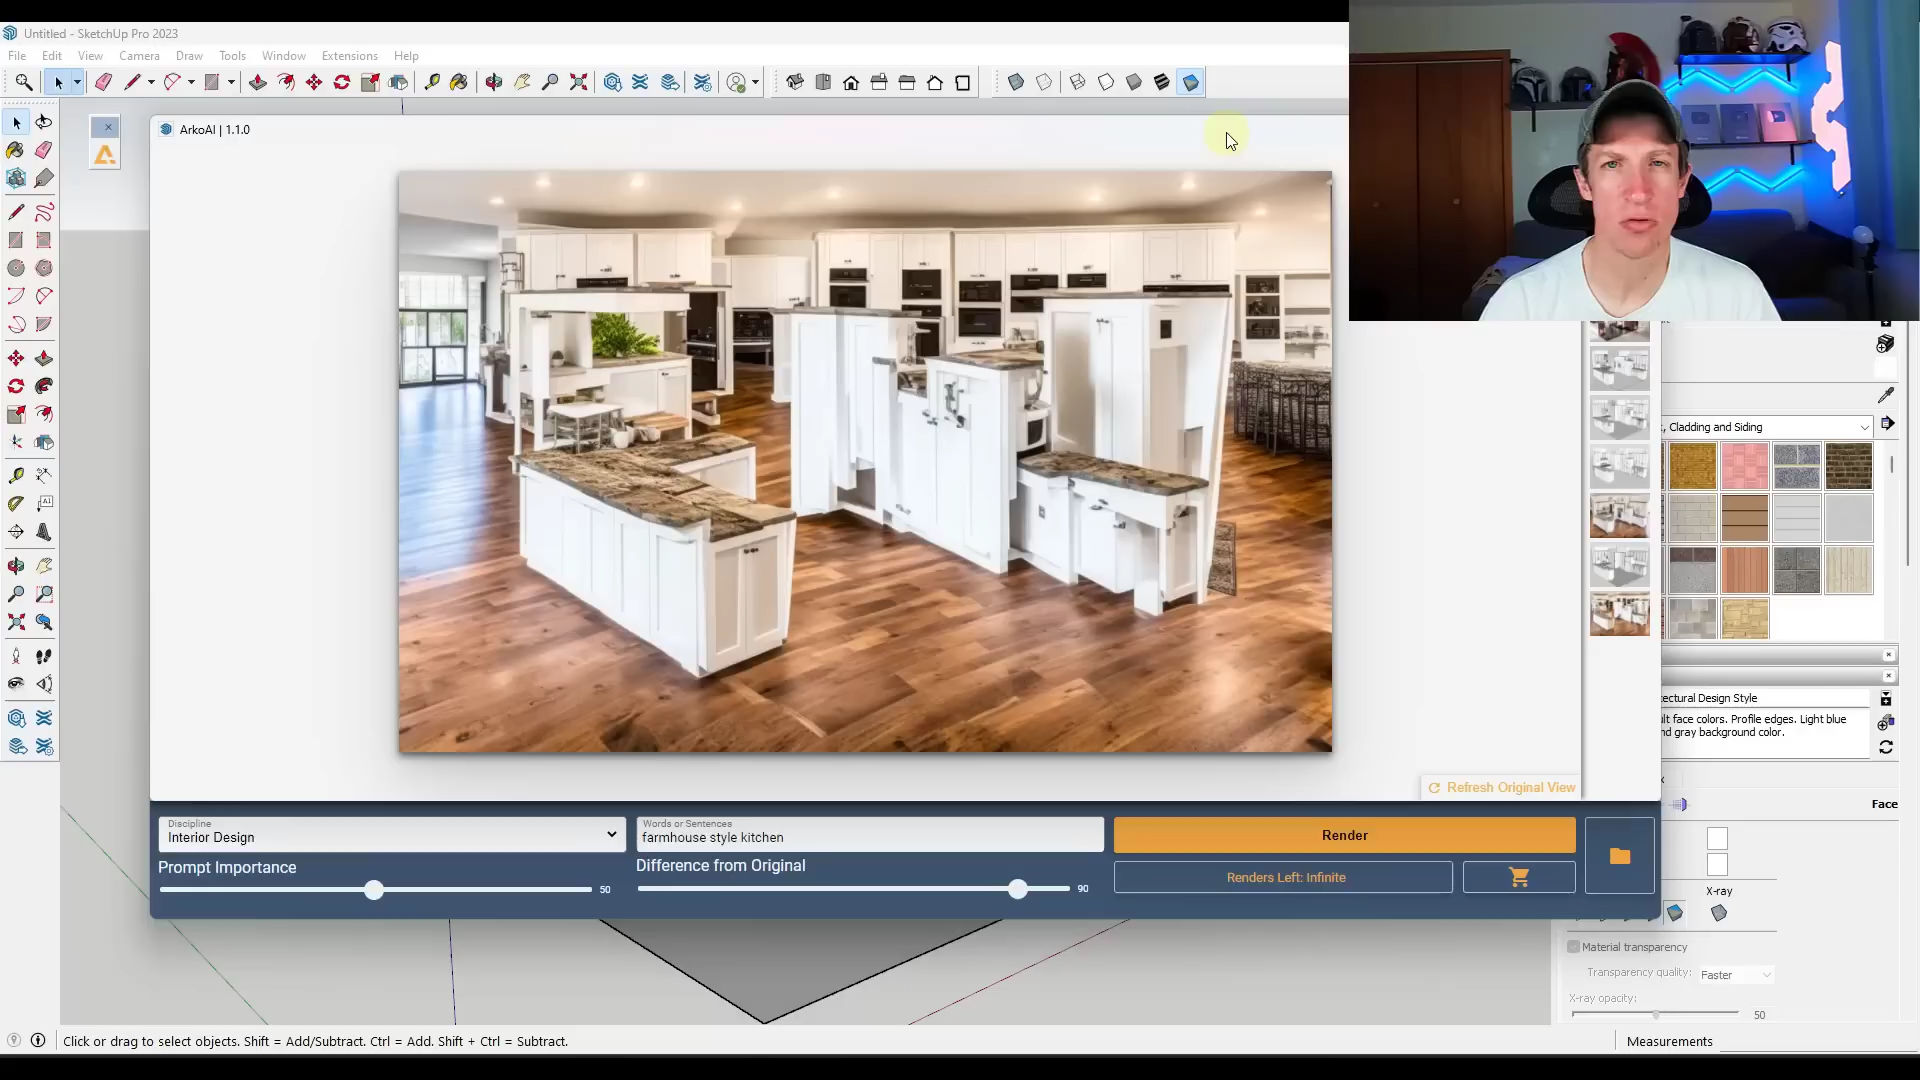 Untitled - SketchUp Pro 2023
File Edit View Camera Draw Tools Window Extensions Help
ArkoAI | 1.1.0
, Cladding and Siding
ctural Design Style
ult face colors. Profile edges. Light blue
nd gray background color.
Refresh Original View
Face
Discipline
Interior Design
Words or Sentences
farmhouse style kitchen
Render
Prompt Importance
50
Difference from Original
90
Renders Left: Infinite
X-ray
Material transparency
Transparency quality: Faster
X-ray opacity:
50
Click or drag to select objects. Shift = Add/Subtract. Ctrl = Add. Shift + Ctrl = Subtract.
Measurements